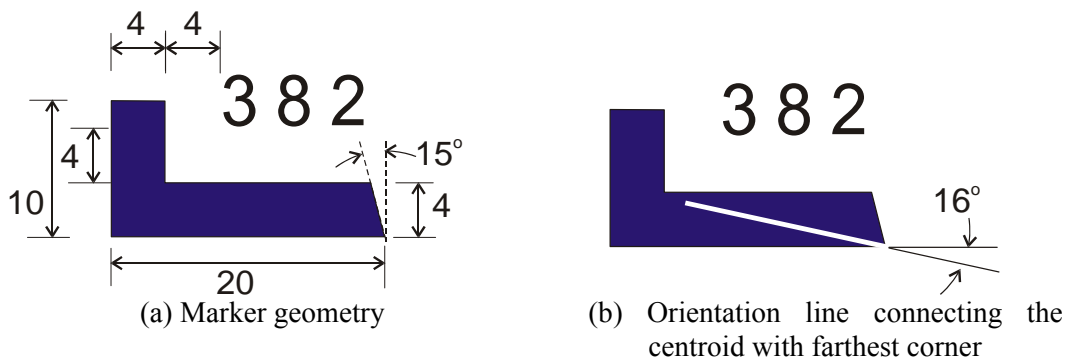 4 4
3 8 2
15°
4
10
4
20
(a) Marker geometry
3 8 2
16°
(b) Orientation line connecting the
centroid with farthest corner